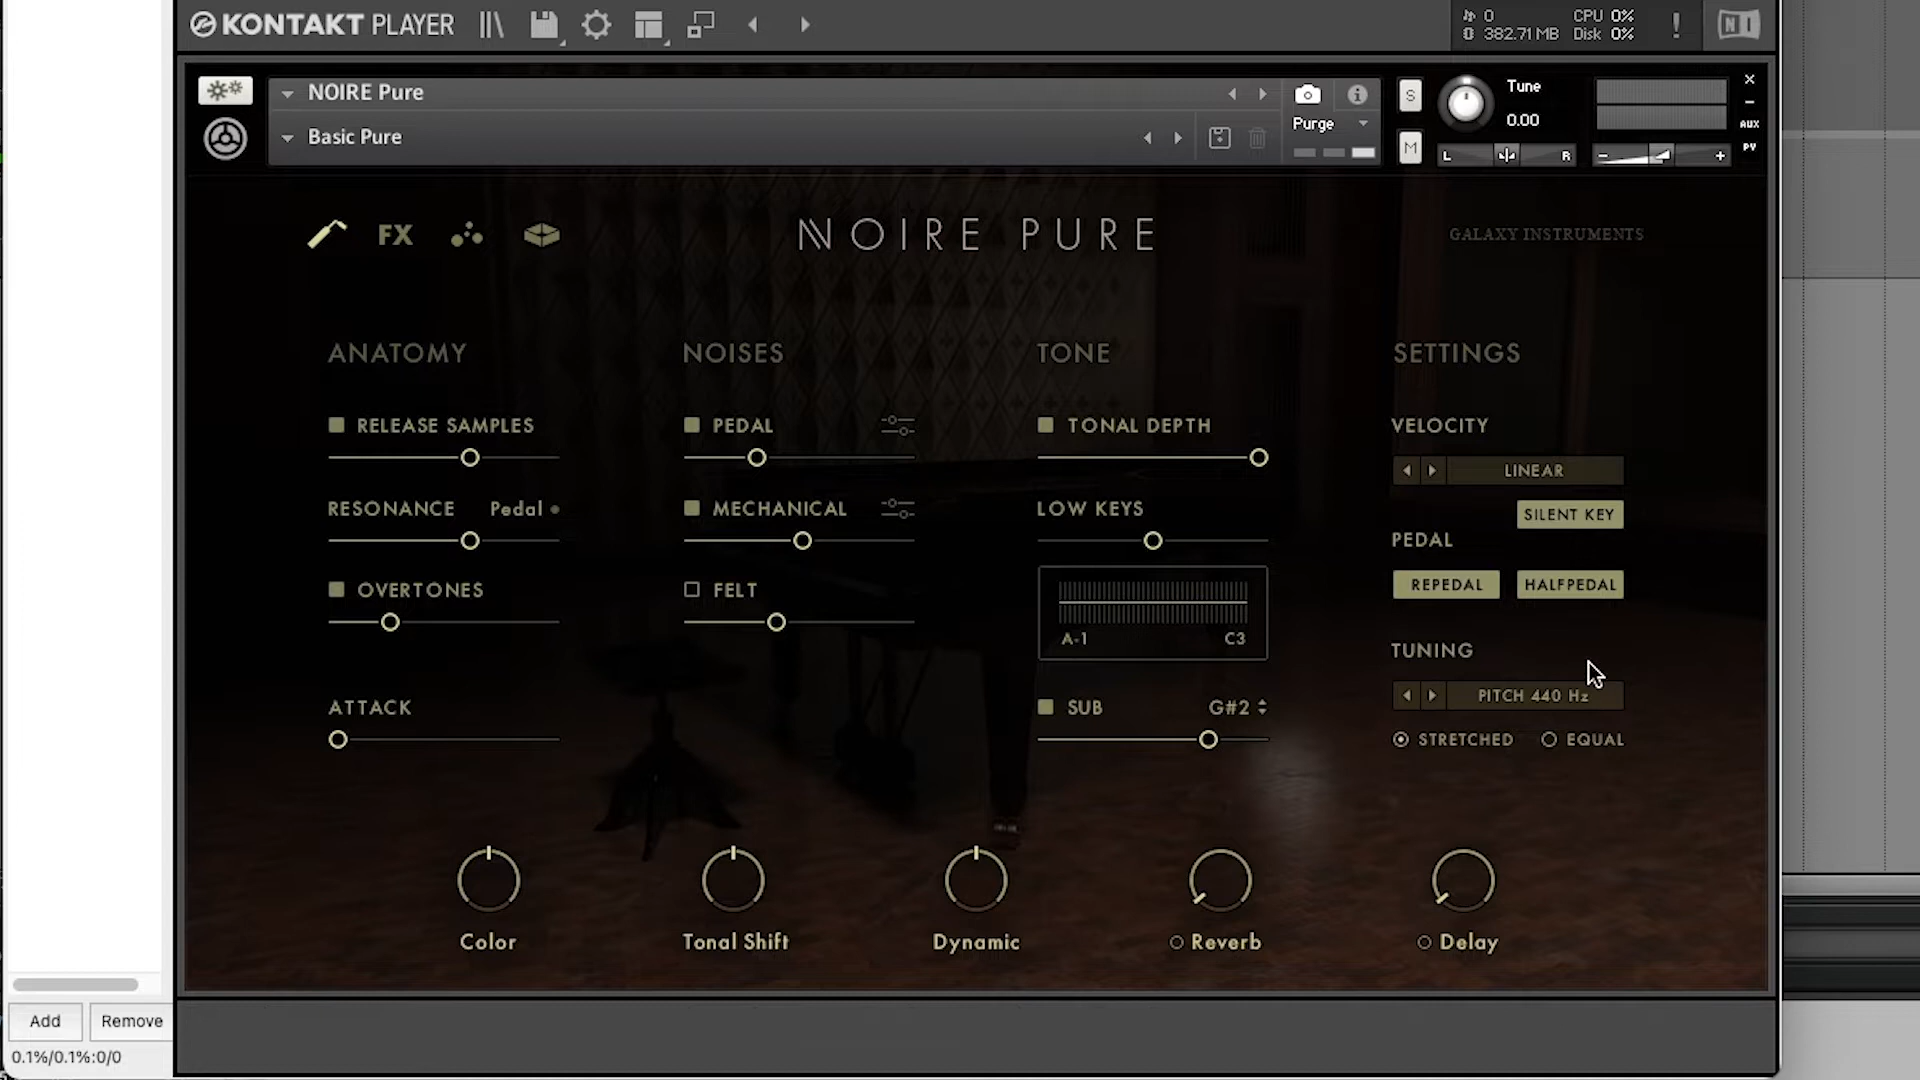 KONTAKT PLAYER
0 CPU 0%
382.71 MB Disk 0%
! NI
NOIRE Pure
Basic Pure
Purge
S
M
Tune
0.00
L R
- +
x
-
AUX
PV
FX
NOIRE PURE
GALAXY INSTRUMENTS
ANATOMY
RELEASE SAMPLES
RESONANCE Pedal
OVERTONES
ATTACK
NOISES
PEDAL
MECHANICAL
FELT
TONE
TONAL DEPTH
LOW KEYS
A-1 C3
SUB G#2
SETTINGS
VELOCITY
LINEAR
SILENT KEY
PEDAL
REPEDAL HALFPEDAL
TUNING
PITCH 440 Hz
STRETCHED EQUAL
Color Tonal Shift Dynamic Reverb Delay
Add Remove
0.1%/0.1%:0/0